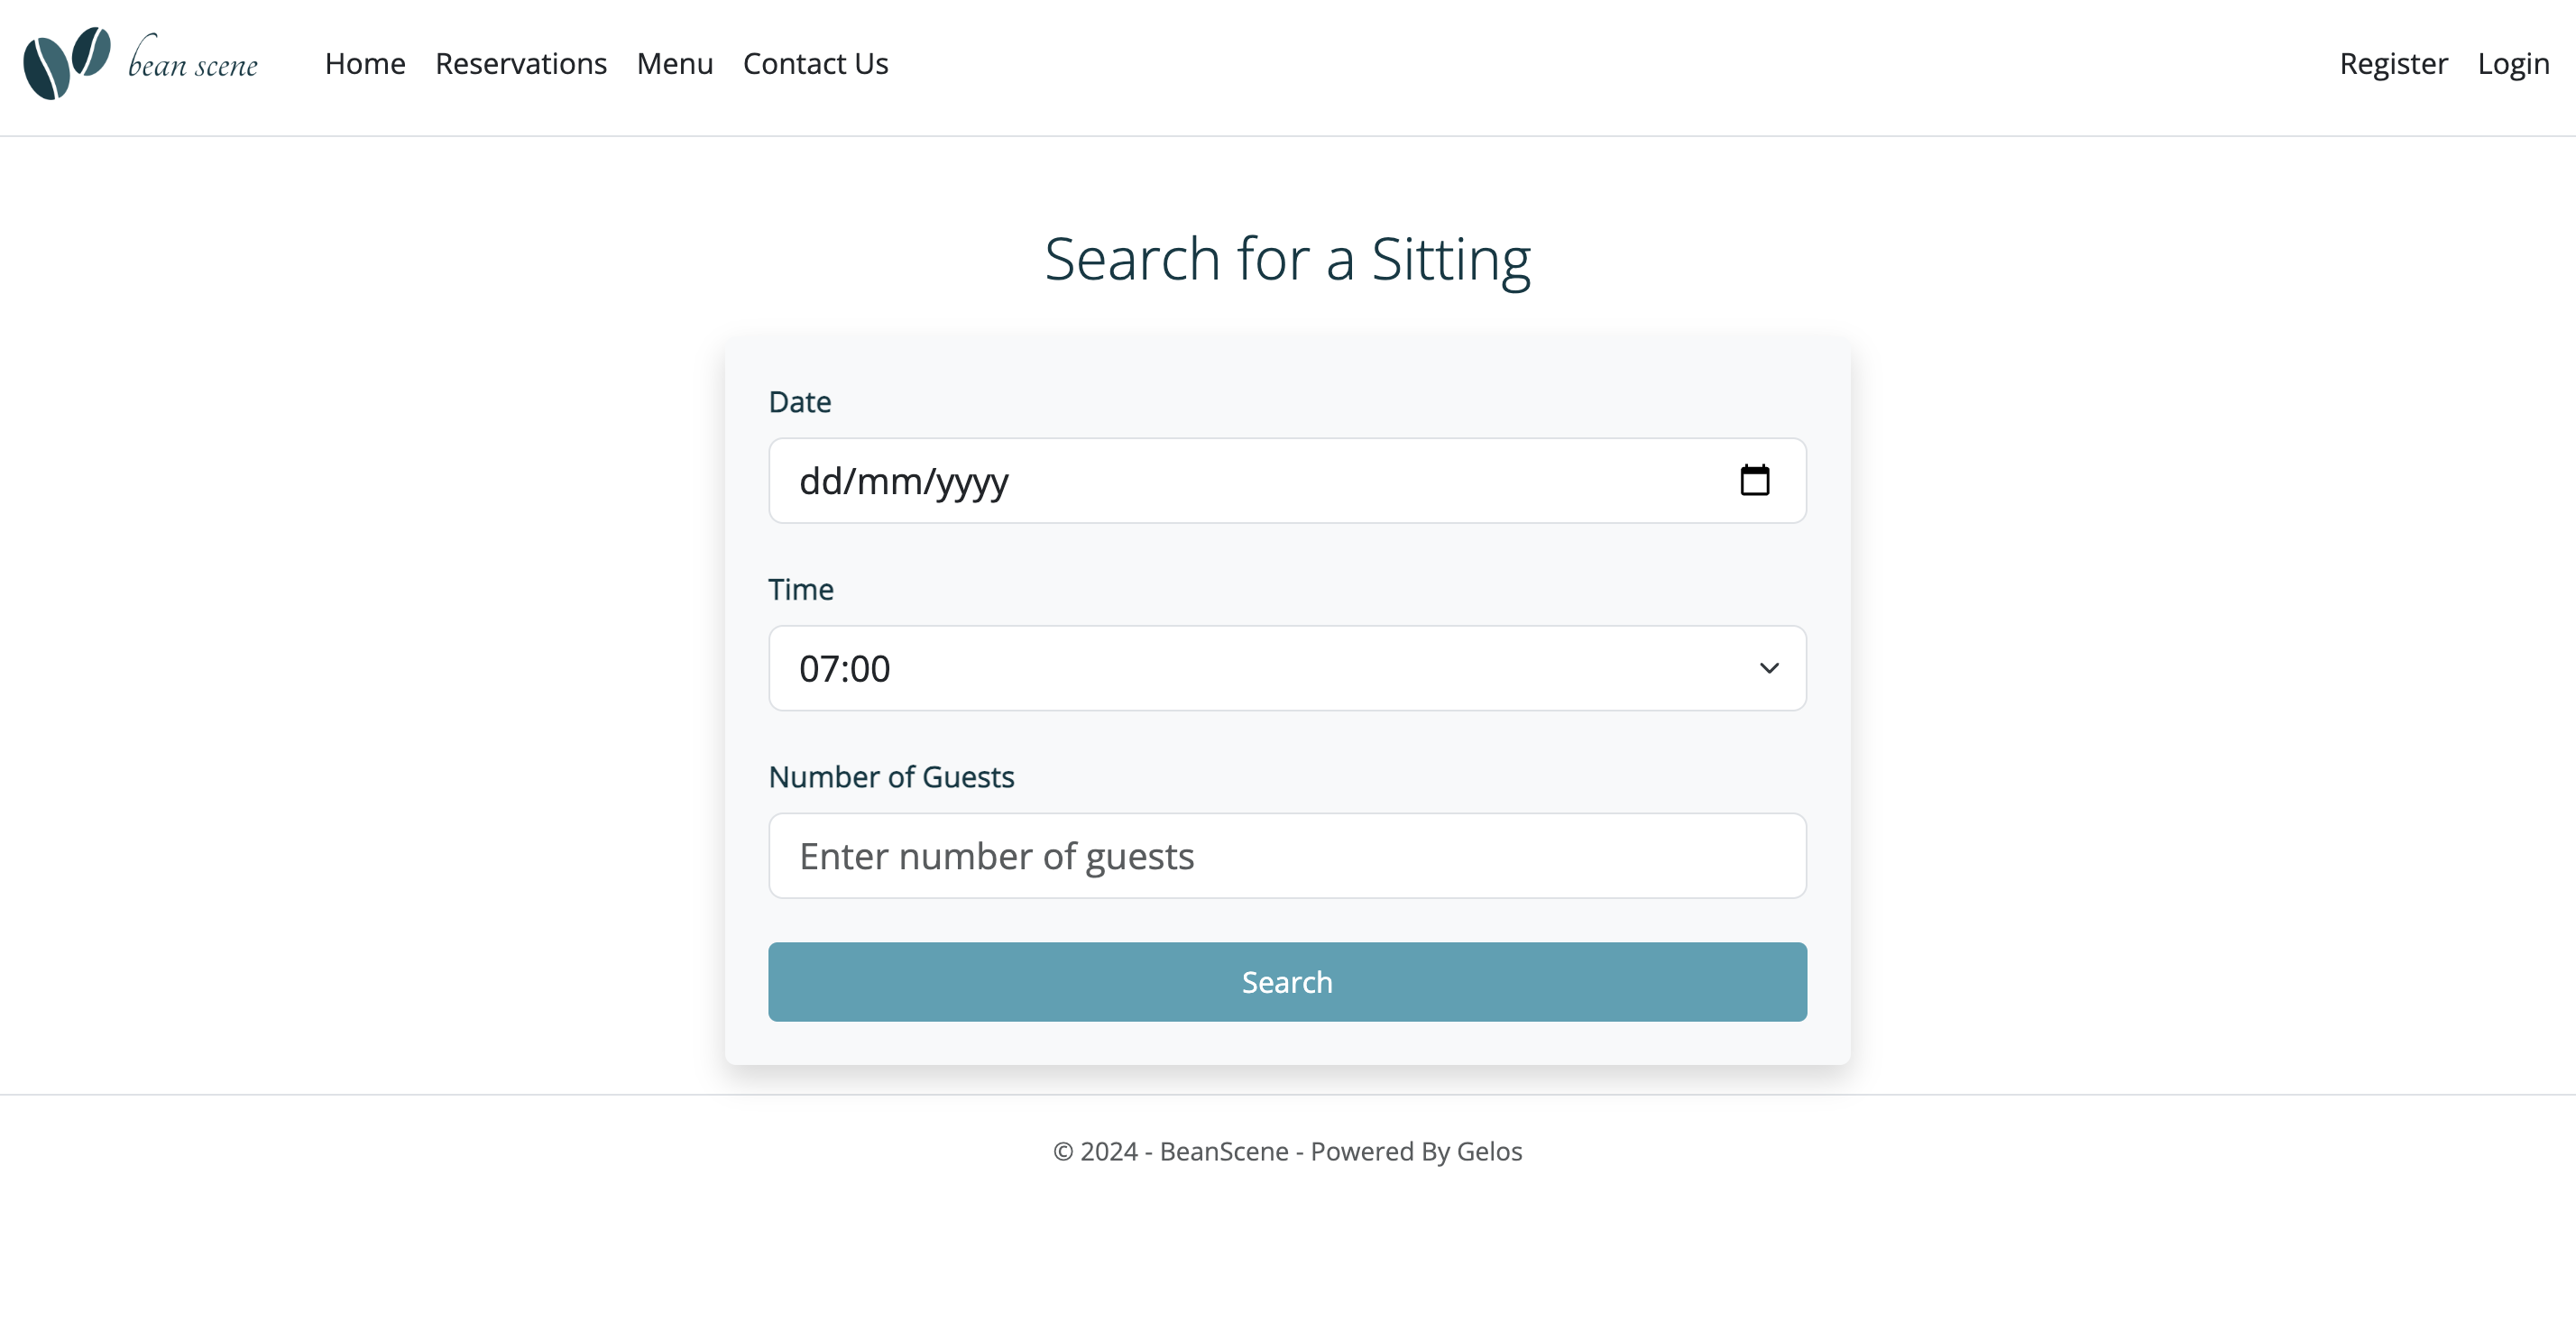 bean scene
Home Reservations Menu Contact Us Register Login
Search for a Sitting
Date
dd/mm/yyyy
Time
07:00
Number of Guests
Enter number of guests
Search
© 2024 - BeanScene - Powered By Gelos